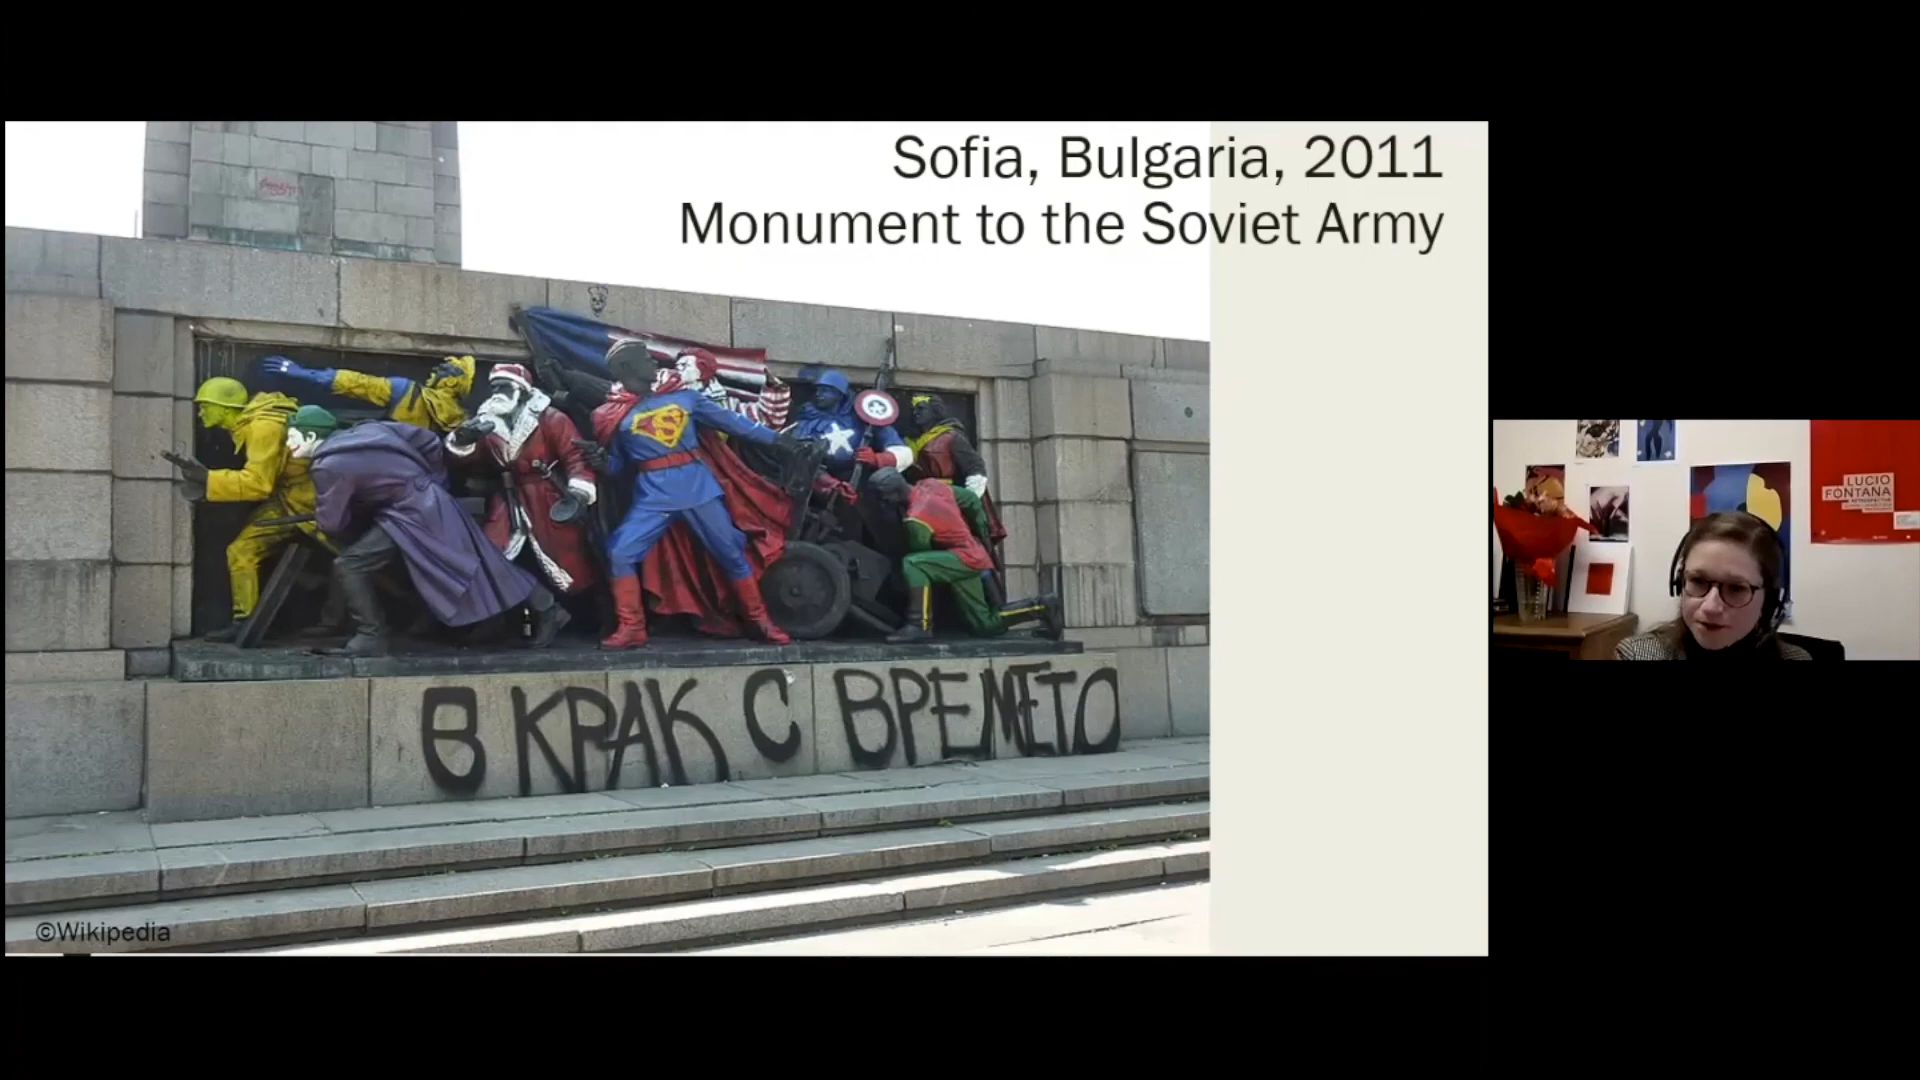 Sofia, Bulgaria, 2011
Monument to the Soviet Army
В КРАК С ВРЕМЕТО
©Wikipedia
LUCIO
FONTANA